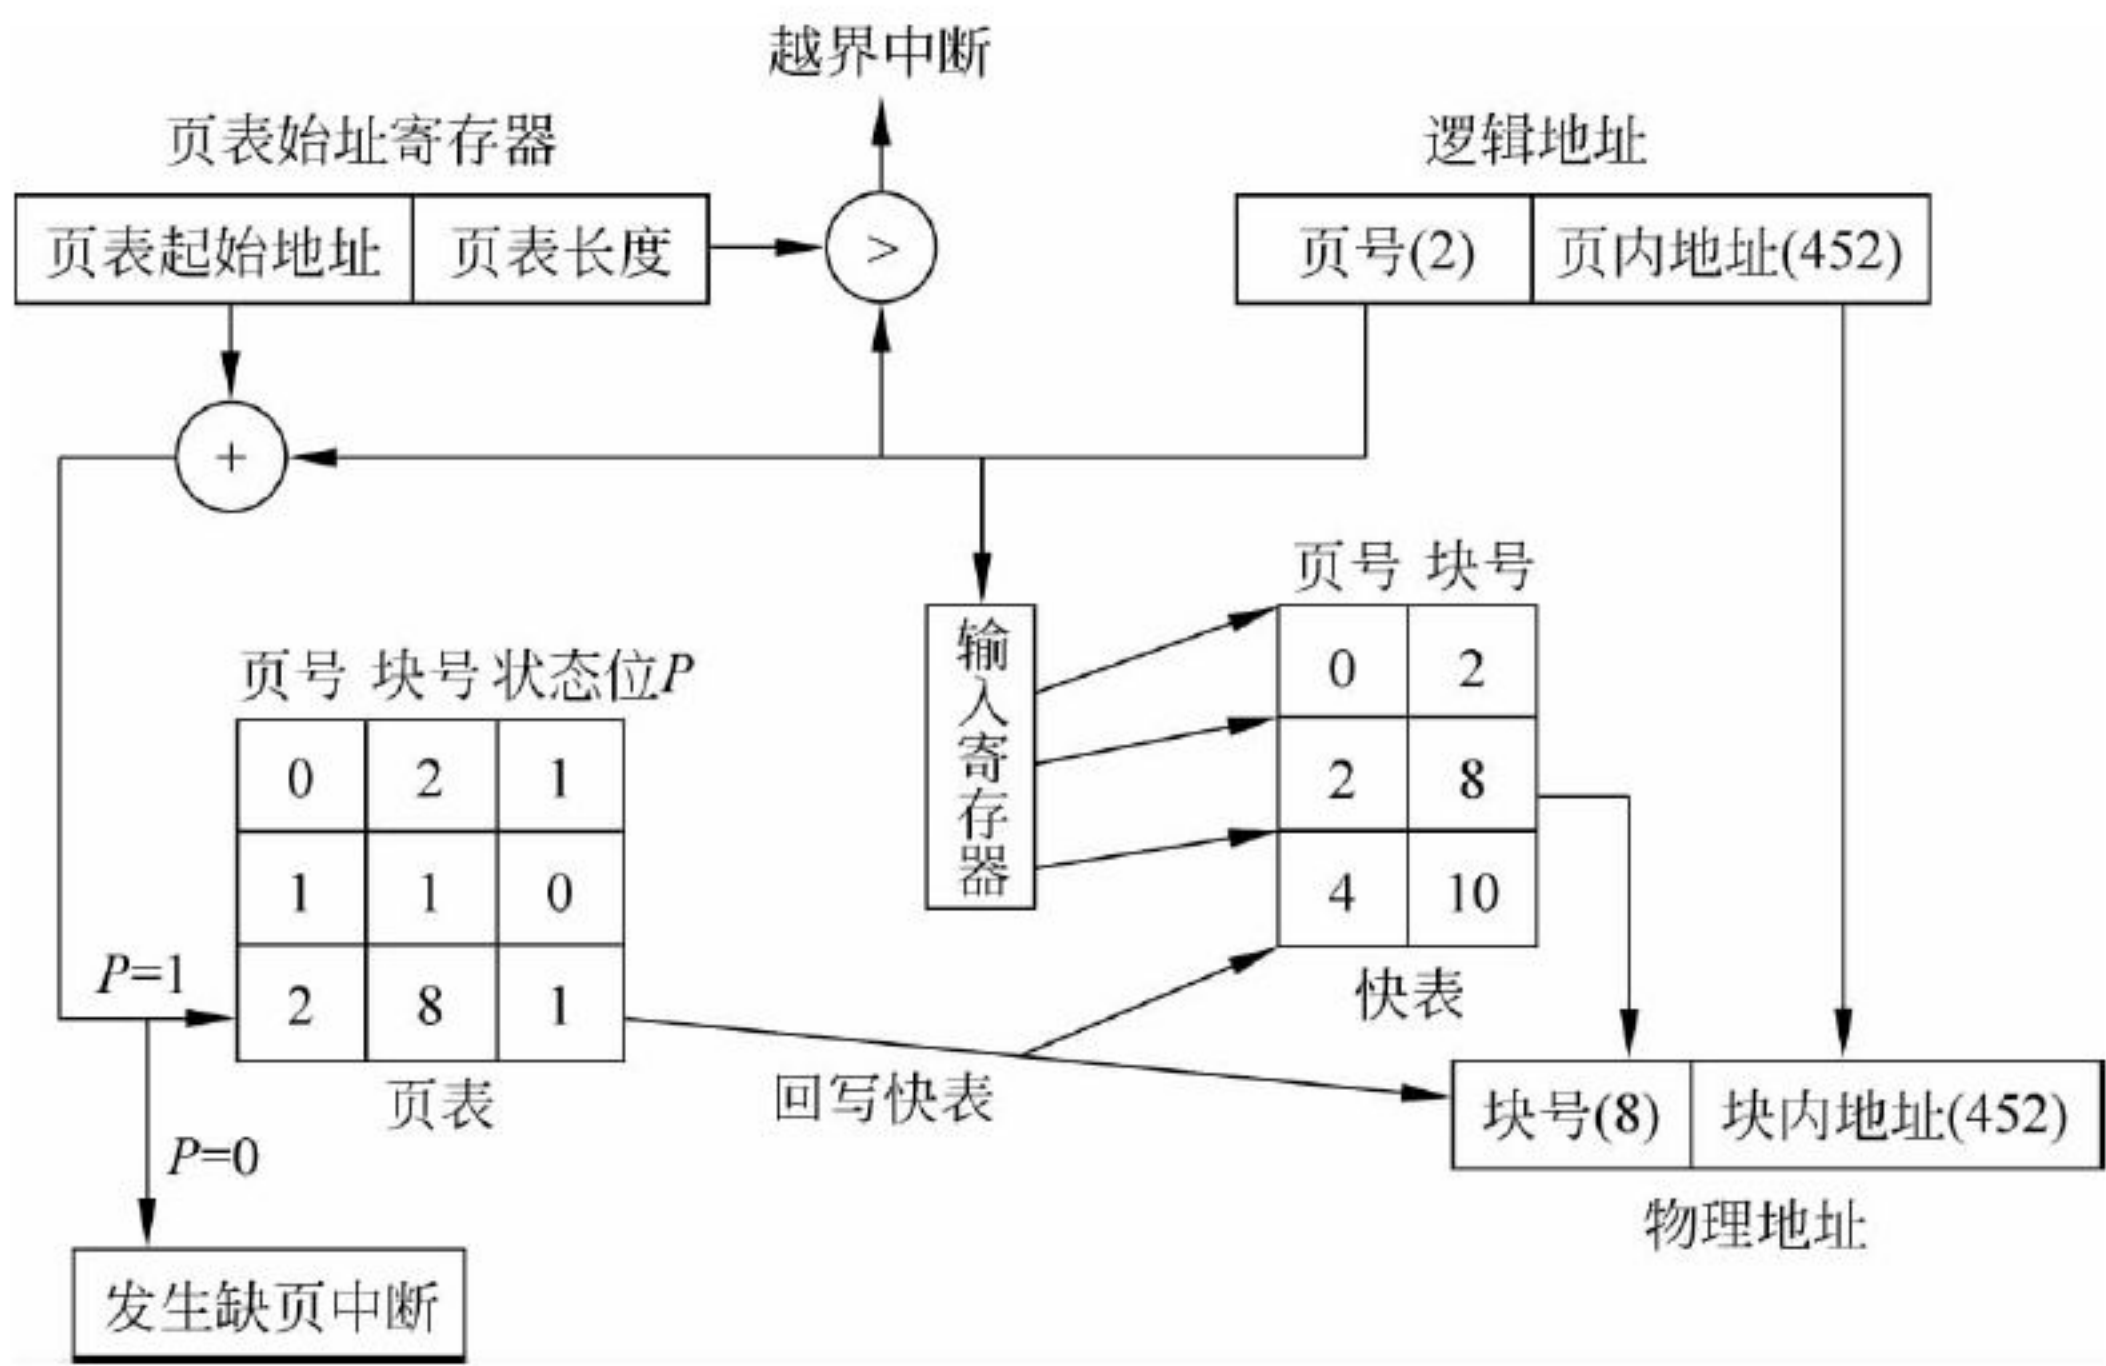 越界中断
页表始址寄存器
逻辑地址
页表起始地址 页表长度
>
页号(2) 页内地址(452)
+
页号 块号
输入寄存器
0 2
2 8
4 10
快表
页号 块号 状态位P
0 2 1
1 1 0
2 8 1
页表
P=1
P=0
回写快表
块号(8) 块内地址(452)
物理地址
发生缺页中断